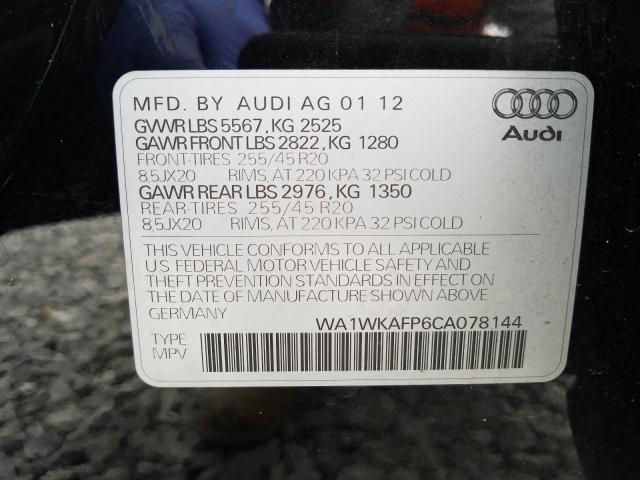 MFD. BY AUDI AG 01 12
GVWR LBS 5567, KG 2525
GAWR FRONT LBS 2822, KG 1280
FRONT-TIRES 255/45 R20
8,5JX20 RIMS, AT 220 KPA 32 PSI COLD
GAWR REAR LBS 2976, KG 1350
REAR-TIRES 255/45 R20
8,5JX20 RIMS, AT 220 KPA 32 PSI COLD
Audi
THIS VEHICLE CONFORMS TO ALL APPLICABLE
U.S FEDERAL MOTOR VEHICLE SAFETY AND
THEFT PREVENTION STANDARDS IN EFFECT ON
THE DATE OF MANUFACTURE SHOWN ABOVE
GERMANY
WA1WKAFP6CA078144
TYPE
MPV